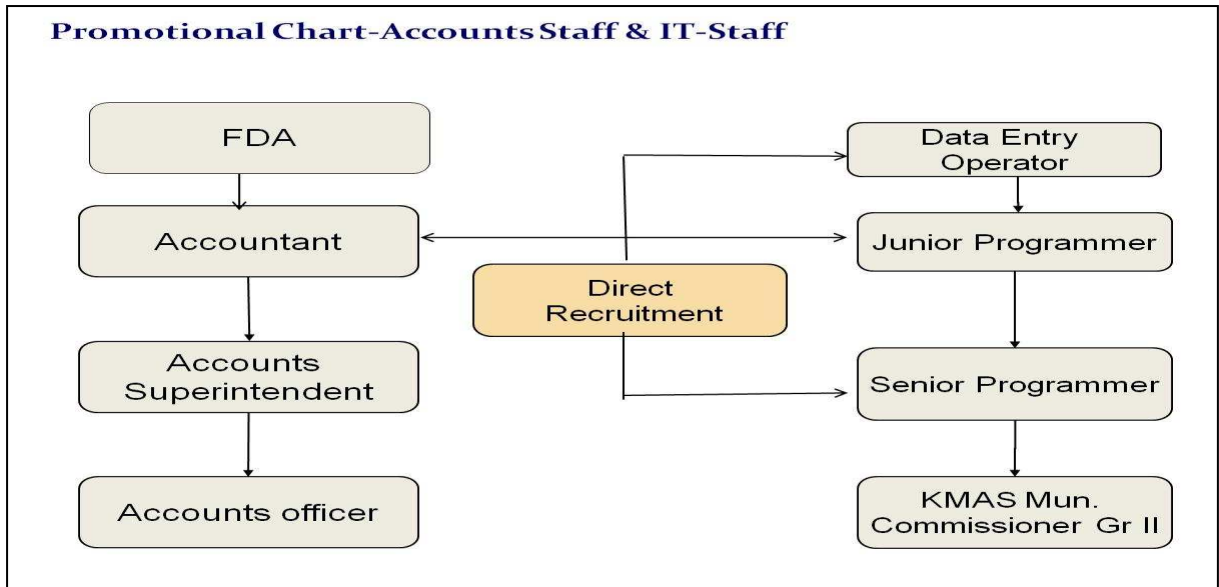 Promotional Chart-Accounts Staff & IT-Staff
FDA
Accountant
Accounts
Superintendent
Accounts officer
Direct
Recruitment
Data Entry
Operator
Junior Programmer
Senior Programmer
KMAS Mun.
Commissioner Gr II